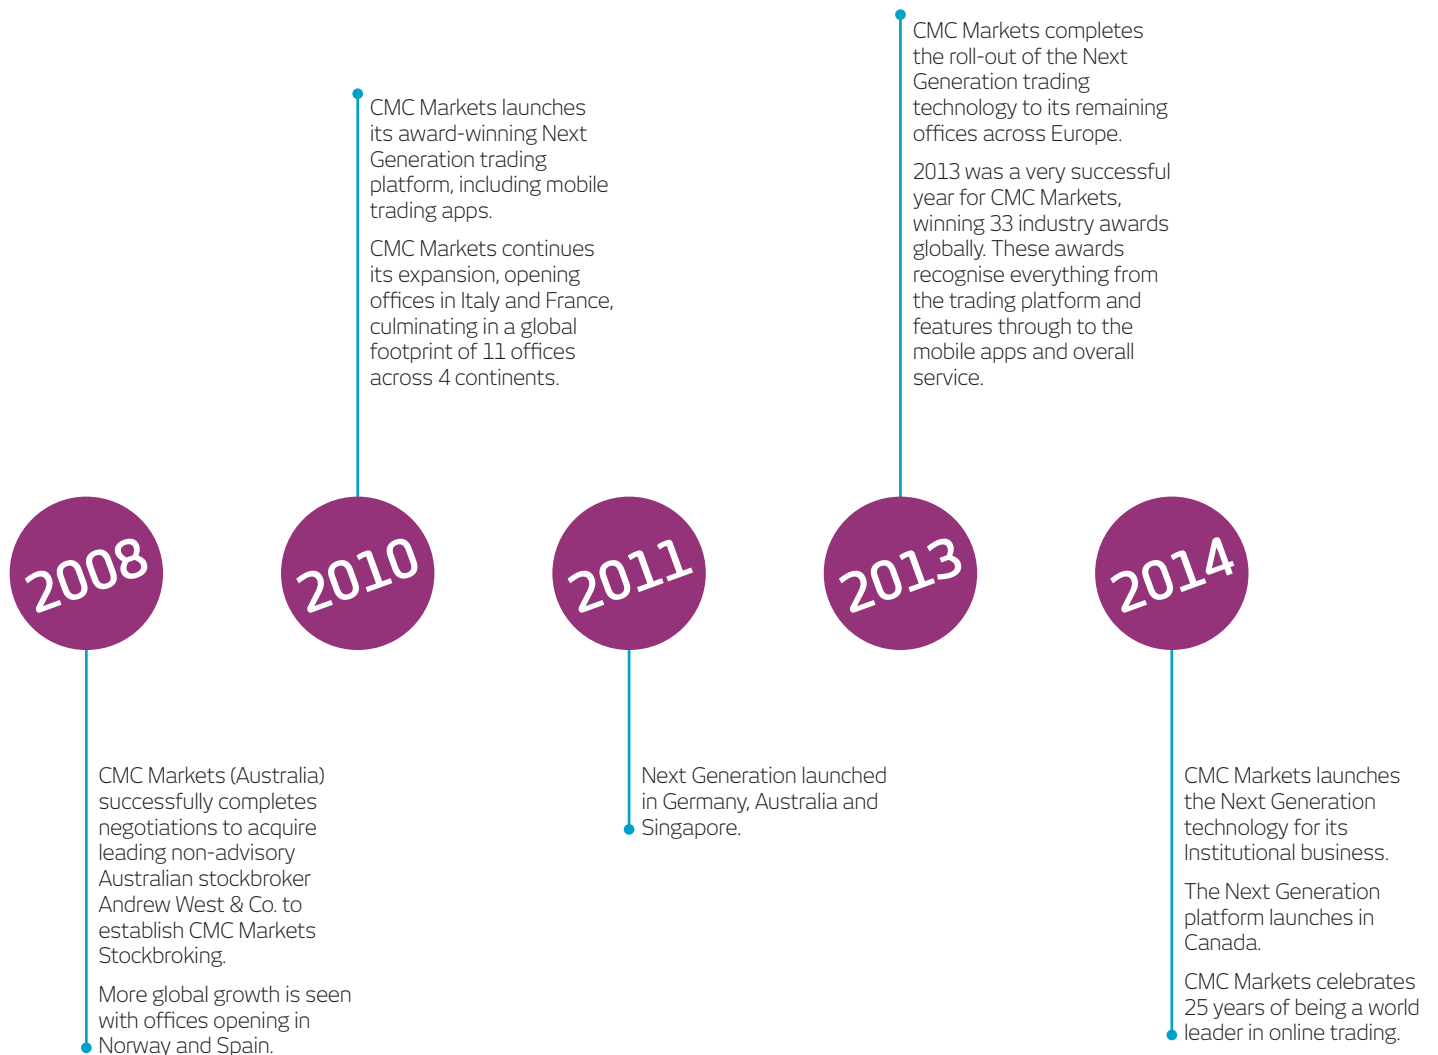 2008
CMC Markets (Australia)
successfully completes
negotiations to acquire
leading non-advisory
Australian stockbroker
Andrew West & Co. to
establish CMC Markets
Stockbroking.
More global growth is seen
with offices opening in
Norway and Spain.
2010
CMC Markets launches
its award-winning Next
Generation trading
platform, including mobile
trading apps.
CMC Markets continues
its expansion, opening
offices in Italy and France,
culminating in a global
footprint of 11 offices
across 4 continents.
2011
Next Generation launched
in Germany, Australia and
Singapore.
2013
CMC Markets completes
the roll-out of the Next
Generation trading
technology to its remaining
offices across Europe.
2013 was a very successful
year for CMC Markets,
winning 33 industry awards
globally. These awards
recognise everything from
the trading platform and
features through to the
mobile apps and overall
service.
2014
CMC Markets launches
the Next Generation
technology for its
Institutional business.
The Next Generation
platform launches in
Canada.
CMC Markets celebrates
25 years of being a world
leader in online trading.